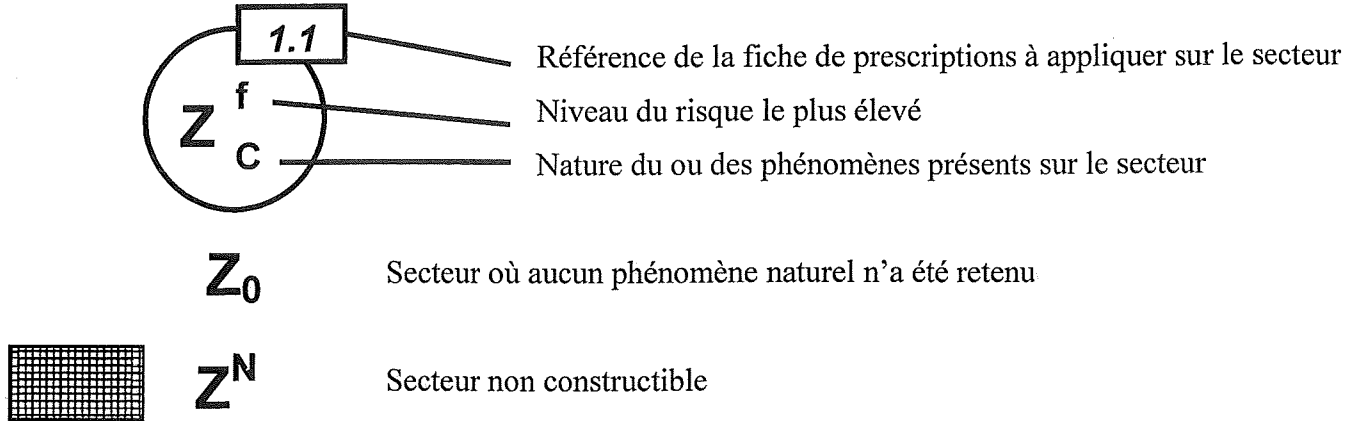 1.1
Référence de la fiche de prescriptions à appliquer sur le secteur
Z f C
Niveau du risque le plus élevé
Nature du ou des phénomènes présents sur le secteur
Z0 Secteur où aucun phénomène naturel n'a été retenu
ZN Secteur non constructible